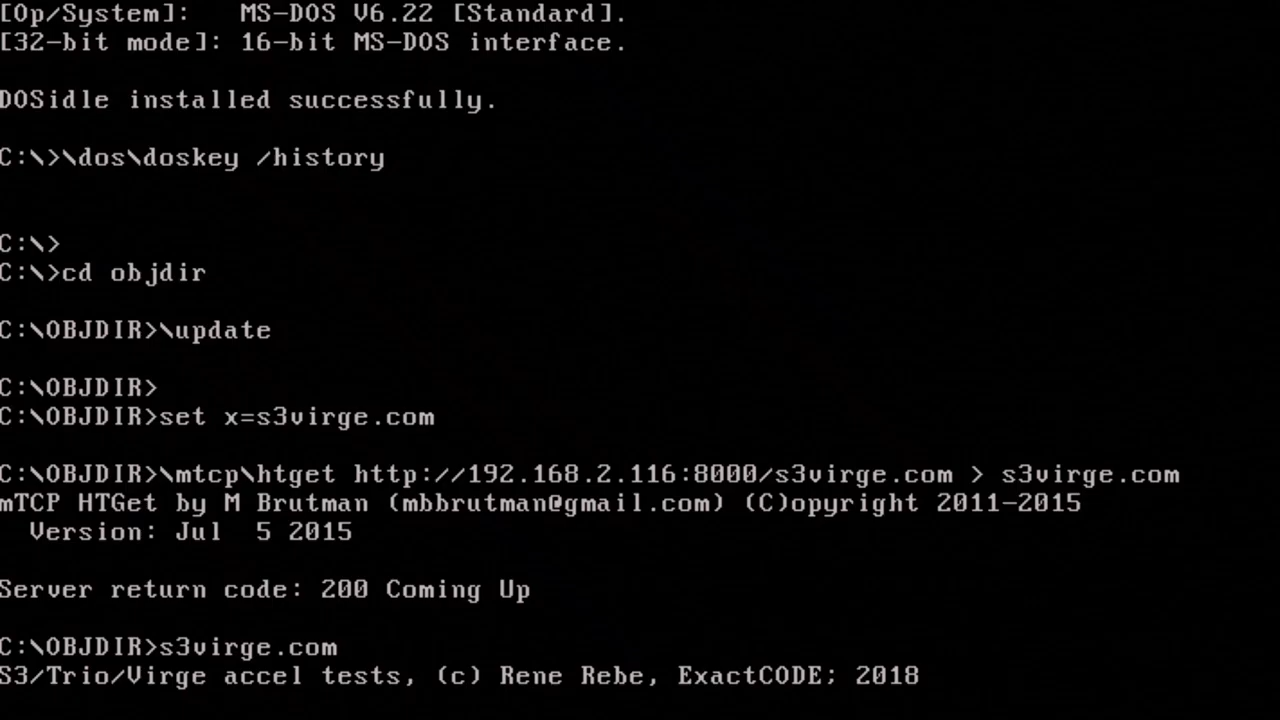 [Op/System]:   MS-DOS V6.22 [Standard].
[32-bit mode]: 16-bit MS-DOS interface.
DOSidle installed successfully.
C:\>\dos\doskey /history
C:\>
C:\>cd objdir
C:\OBJDIR>\update
C:\OBJDIR>
C:\OBJDIR>set x=s3virge.com
C:\OBJDIR>\mtcp\htget http://192.168.2.116:8000/s3virge.com > s3virge.com
mTCP HTGet by M Brutman (mbbrutman@gmail.com) (C)opyright 2011-2015
  Version: Jul  5 2015
Server return code: 200 Coming Up
C:\OBJDIR>s3virge.com
S3/Trio/Virge accel tests, (c) Rene Rebe, ExactCODE; 2018